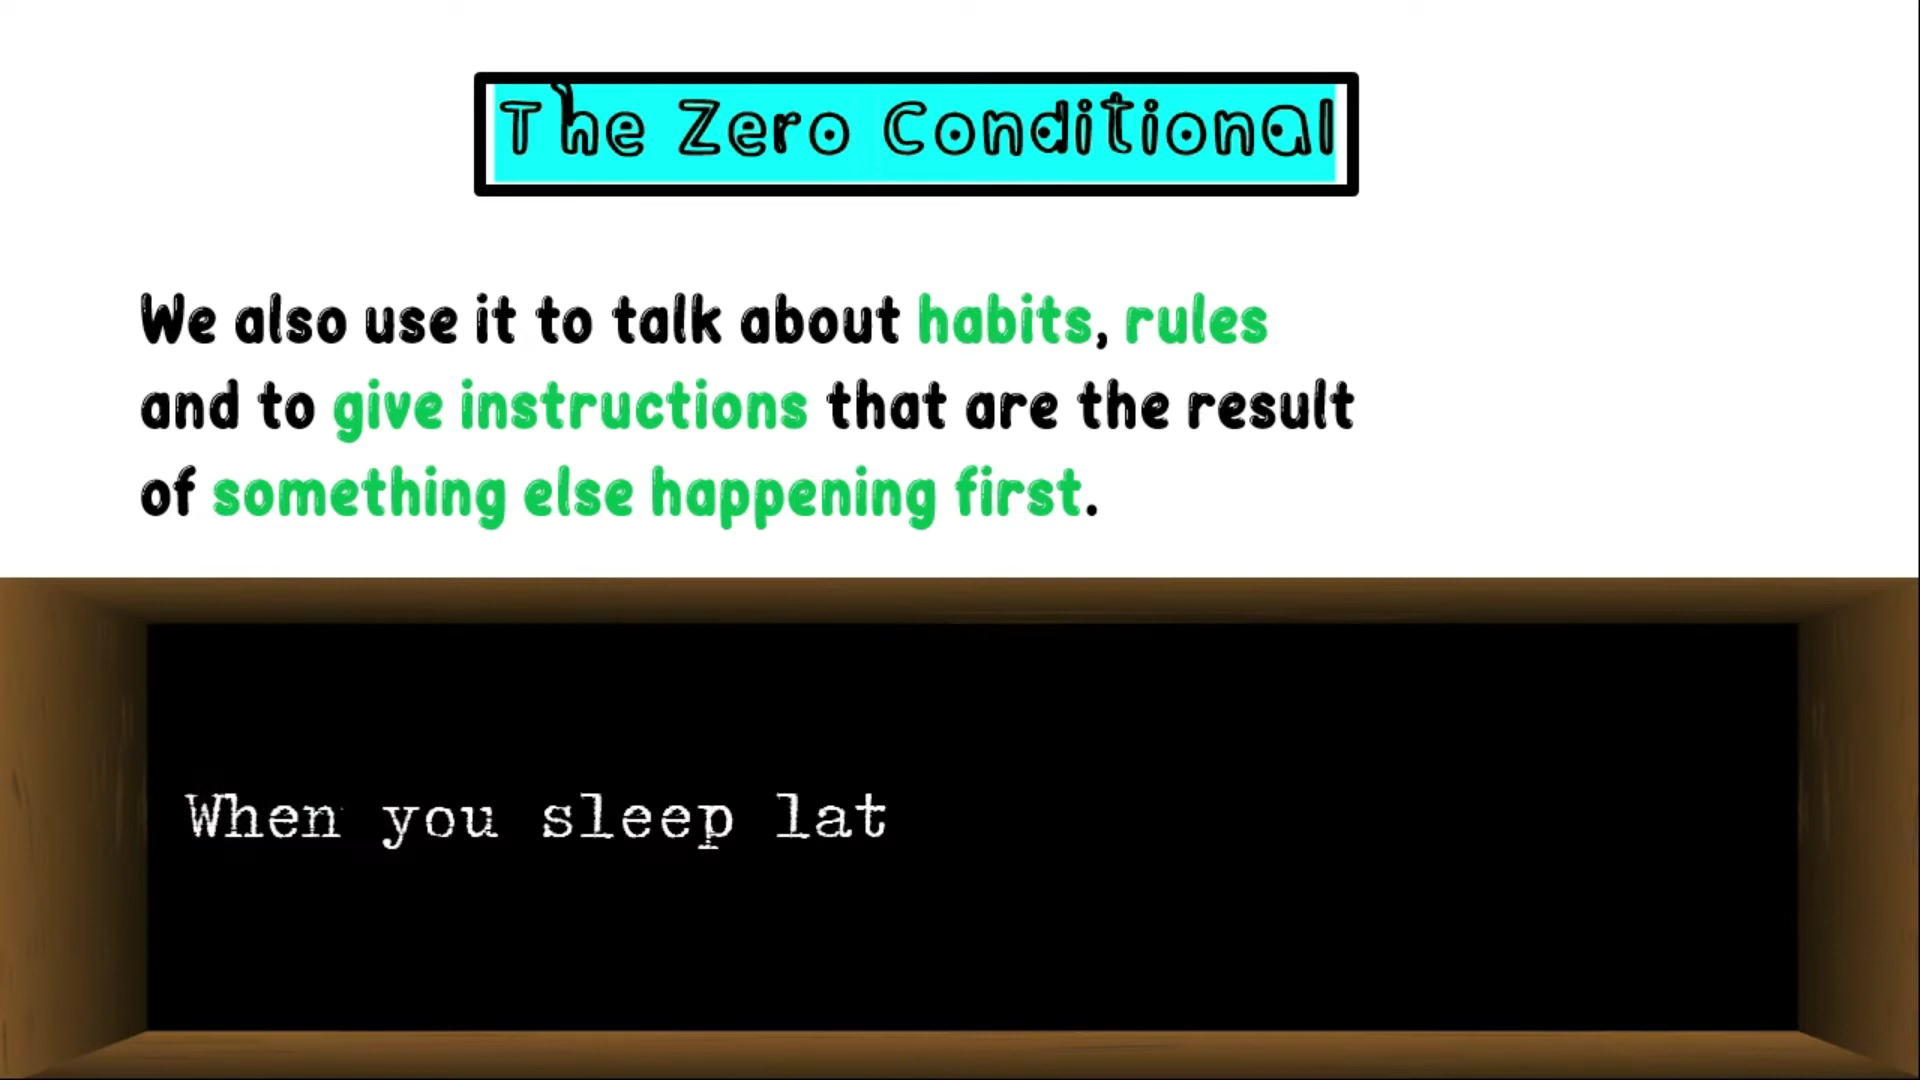 The Zero Conditional
We also use it to talk about habits, rules
and to give instructions that are the result
of something else happening first.
When you sleep lat